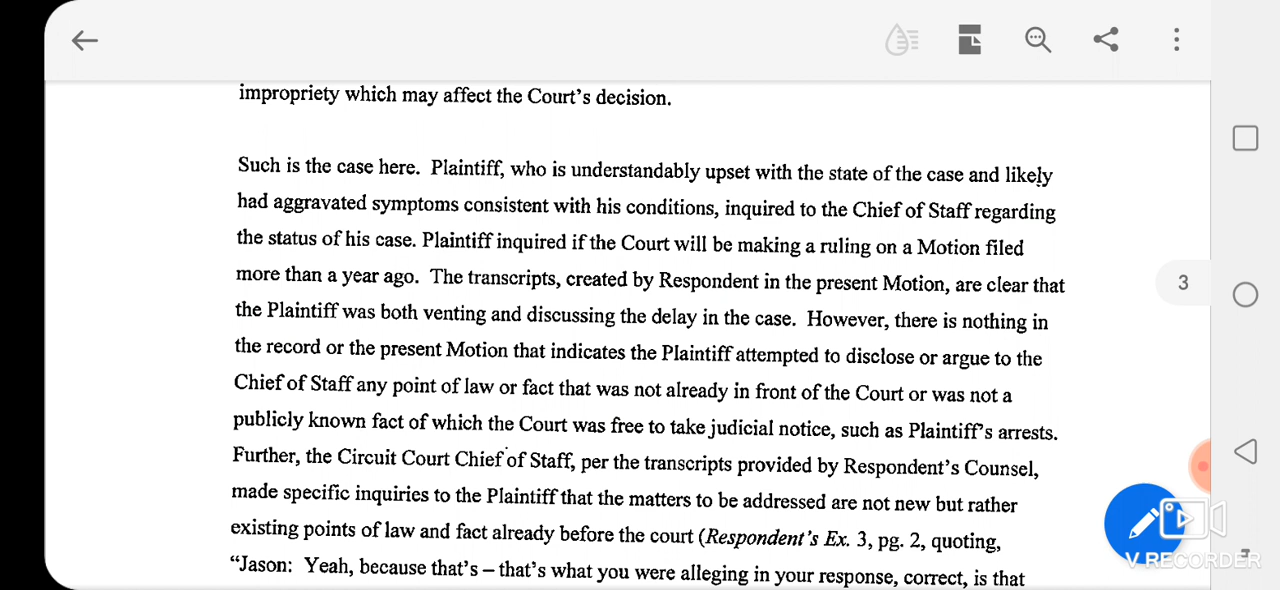 impropriety which may affect the Court's decision.
Such is the case here. Plaintiff, who is understandably upset with the state of the case and likely
had aggravated symptoms consistent with his conditions, inquired to the Chief of Staff regarding
the status of his case. Plaintiff inquired if the Court will be making a ruling on a Motion filed
more than a year ago. The transcripts, created by Respondent in the present Motion, are clear that
the Plaintiff was both venting and discussing the delay in the case. However, there is nothing in
the record or the present Motion that indicates the Plaintiff attempted to disclose or argue to the
Chief of Staff any point of law or fact that was not already in front of the Court or was not a
publicly known fact of which the Court was free to take judicial notice, such as Plaintiff's arrests.
Further, the Circuit Court Chief of Staff, per the transcripts provided by Respondent's Counsel,
made specific inquiries to the Plaintiff that the matters to be addressed are not new but rather
existing points of law and fact already before the court (Respondent's Ex. 3, pg. 2, quoting,
"Jason: Yeah, because that's – that's what you were alleging in your response, correct, is that
3
V RECORDER